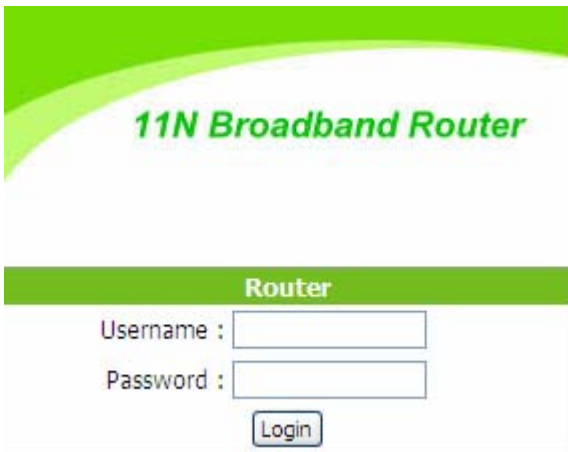 11N Broadband Router
Router
Username :
Password :
Login